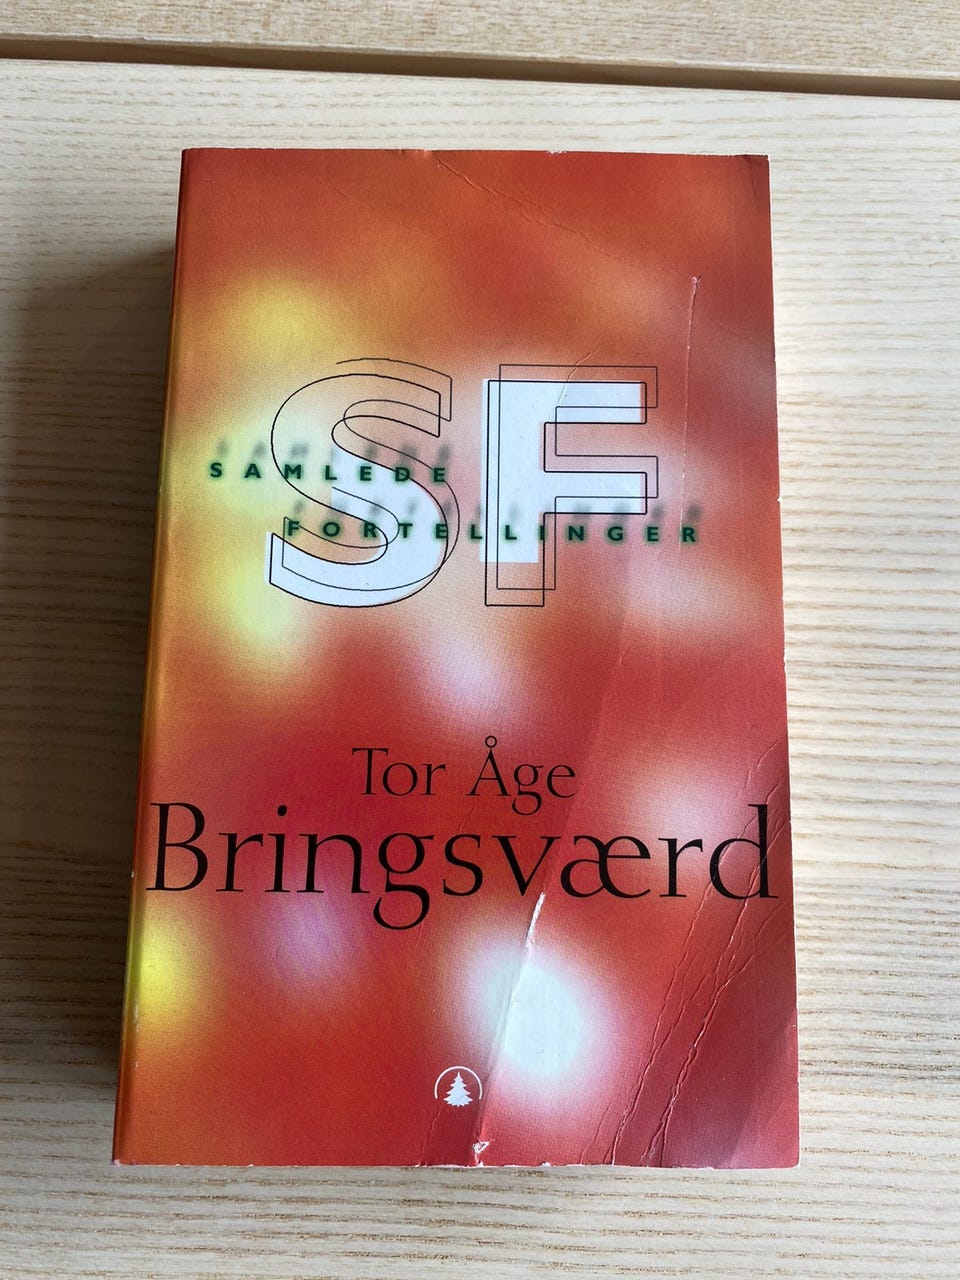 SF
SAMLEDE
FORTELLINGER
Tor Åge
Bringsværd